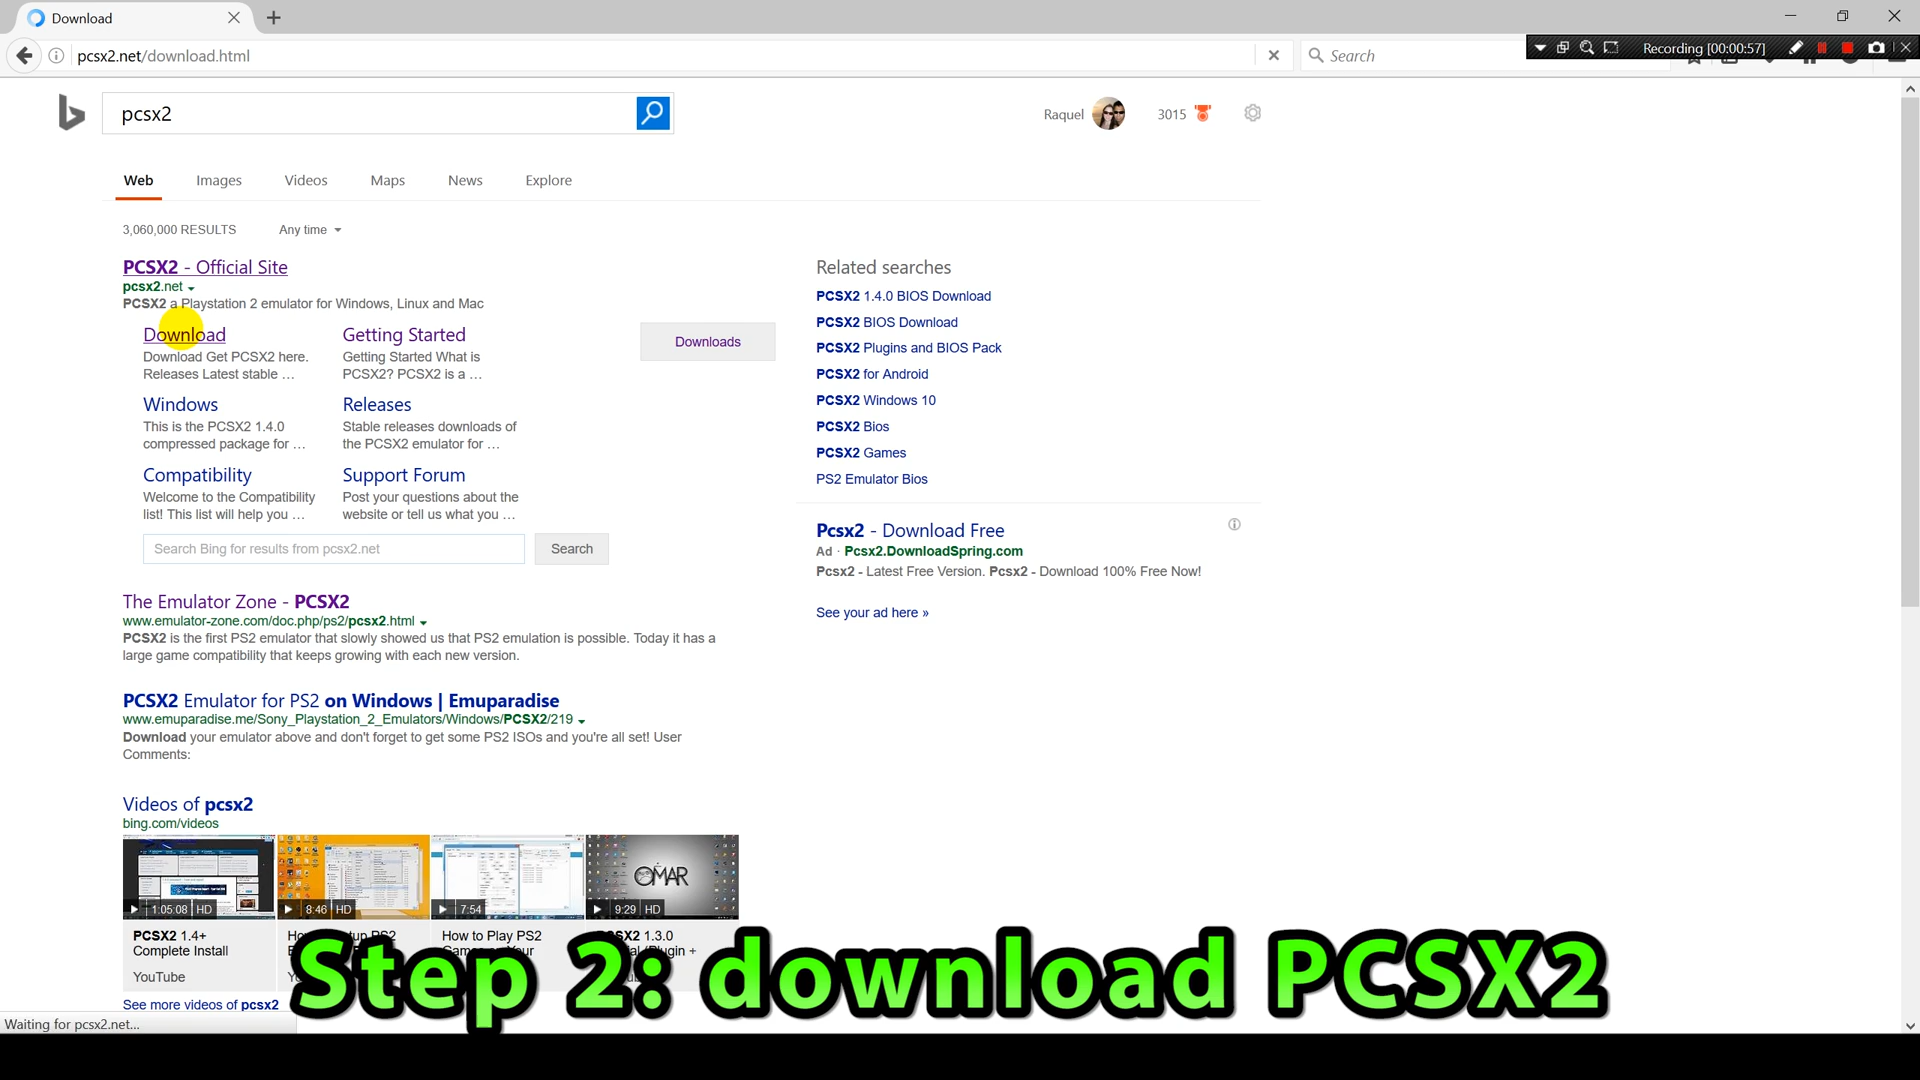 Download
pcsx2.net/download.html
Search
Recording [00:00:57]
pcsx2
Raquel
3015
Web
Images
Videos
Maps
News
Explore
3,060,000 RESULTS
Any time
PCSX2 - Official Site
pcsx2.net
PCSX2 a Playstation 2 emulator for Windows, Linux and Mac
Download
Download Get PCSX2 here.
Releases Latest stable ...
Getting Started
Getting Started What is
PCSX2? PCSX2 is a ...
Downloads
Windows
This is the PCSX2 1.4.0
compressed package for ...
Releases
Stable releases downloads of
the PCSX2 emulator for ...
Compatibility
Welcome to the Compatibility
list! This list will help you ...
Support Forum
Post your questions about the
website or tell us what you ...
Search Bing for results from pcsx2.net
Search
The Emulator Zone - PCSX2
www.emulator-zone.com/doc.php/ps2/pcsx2.html
PCSX2 is the first PS2 emulator that slowly showed us that PS2 emulation is possible. Today it has a
large game compatibility that keeps growing with each new version.
PCSX2 Emulator for PS2 on Windows | Emuparadise
www.emuparadise.me/Sony_Playstation_2_Emulators/Windows/PCSX2/219
Download your emulator above and don't forget to get some PS2 ISOs and you're all set! User
Comments:
Videos of pcsx2
bing.com/videos
1:05:08 HD
8:46 HD
7:54
OMAR
9:29 HD
PCSX2 1.4+
Complete Install
YouTube
How to Play PS2
1.3.0
See more videos of pcsx2
Related searches
PCSX2 1.4.0 BIOS Download
PCSX2 BIOS Download
PCSX2 Plugins and BIOS Pack
PCSX2 for Android
PCSX2 Windows 10
PCSX2 Bios
PCSX2 Games
PS2 Emulator Bios
Pcsx2 - Download Free
Ad · Pcsx2.DownloadSpring.com
Pcsx2 - Latest Free Version. Pcsx2 - Download 100% Free Now!
See your ad here »
Step 2: download PCSX2
Waiting for pcsx2.net...